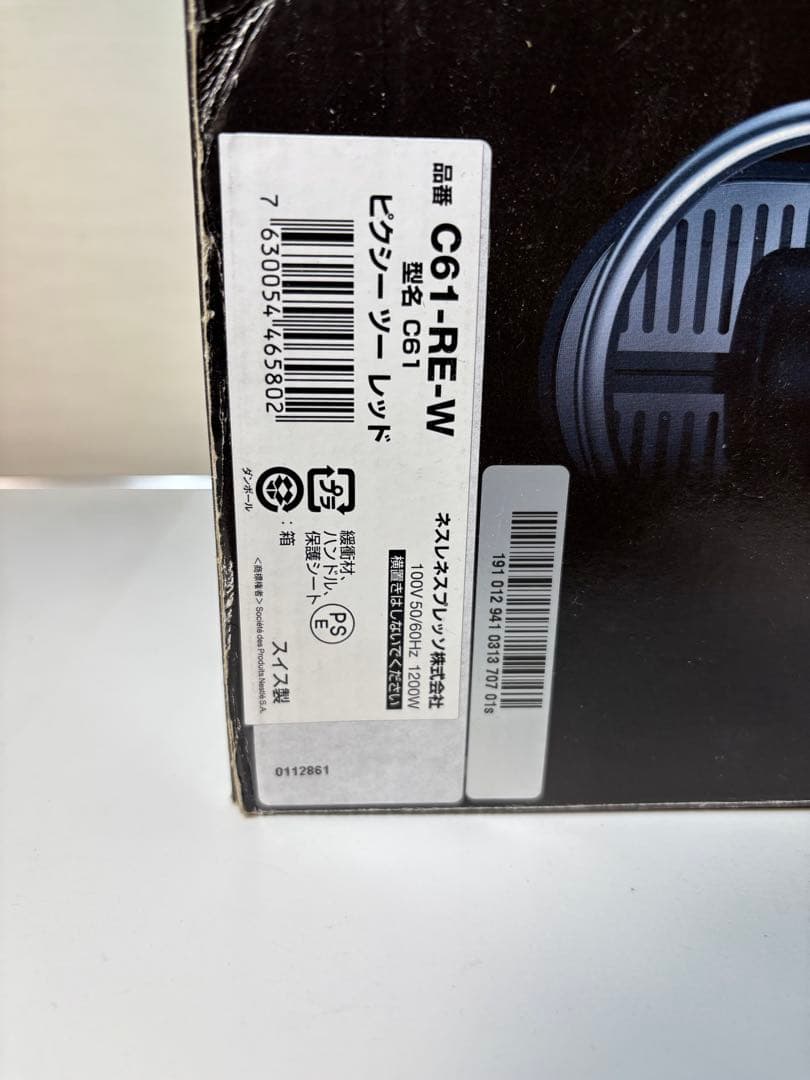 品番 C61-RE-W
型名 C61
ピクシー ツー レッド
7 630054 465802
ネスレネスプレッソ株式会社
100V 50/60Hz 1200W
横置きはしないでください
プラ
緩衝材、
ハンドル、
保護シート
PS
E
ダンボール
：箱
スイス製
＜商標権者＞Société des Produits Nestlé S.A.
0112861
191 012 941 0313 707 01s